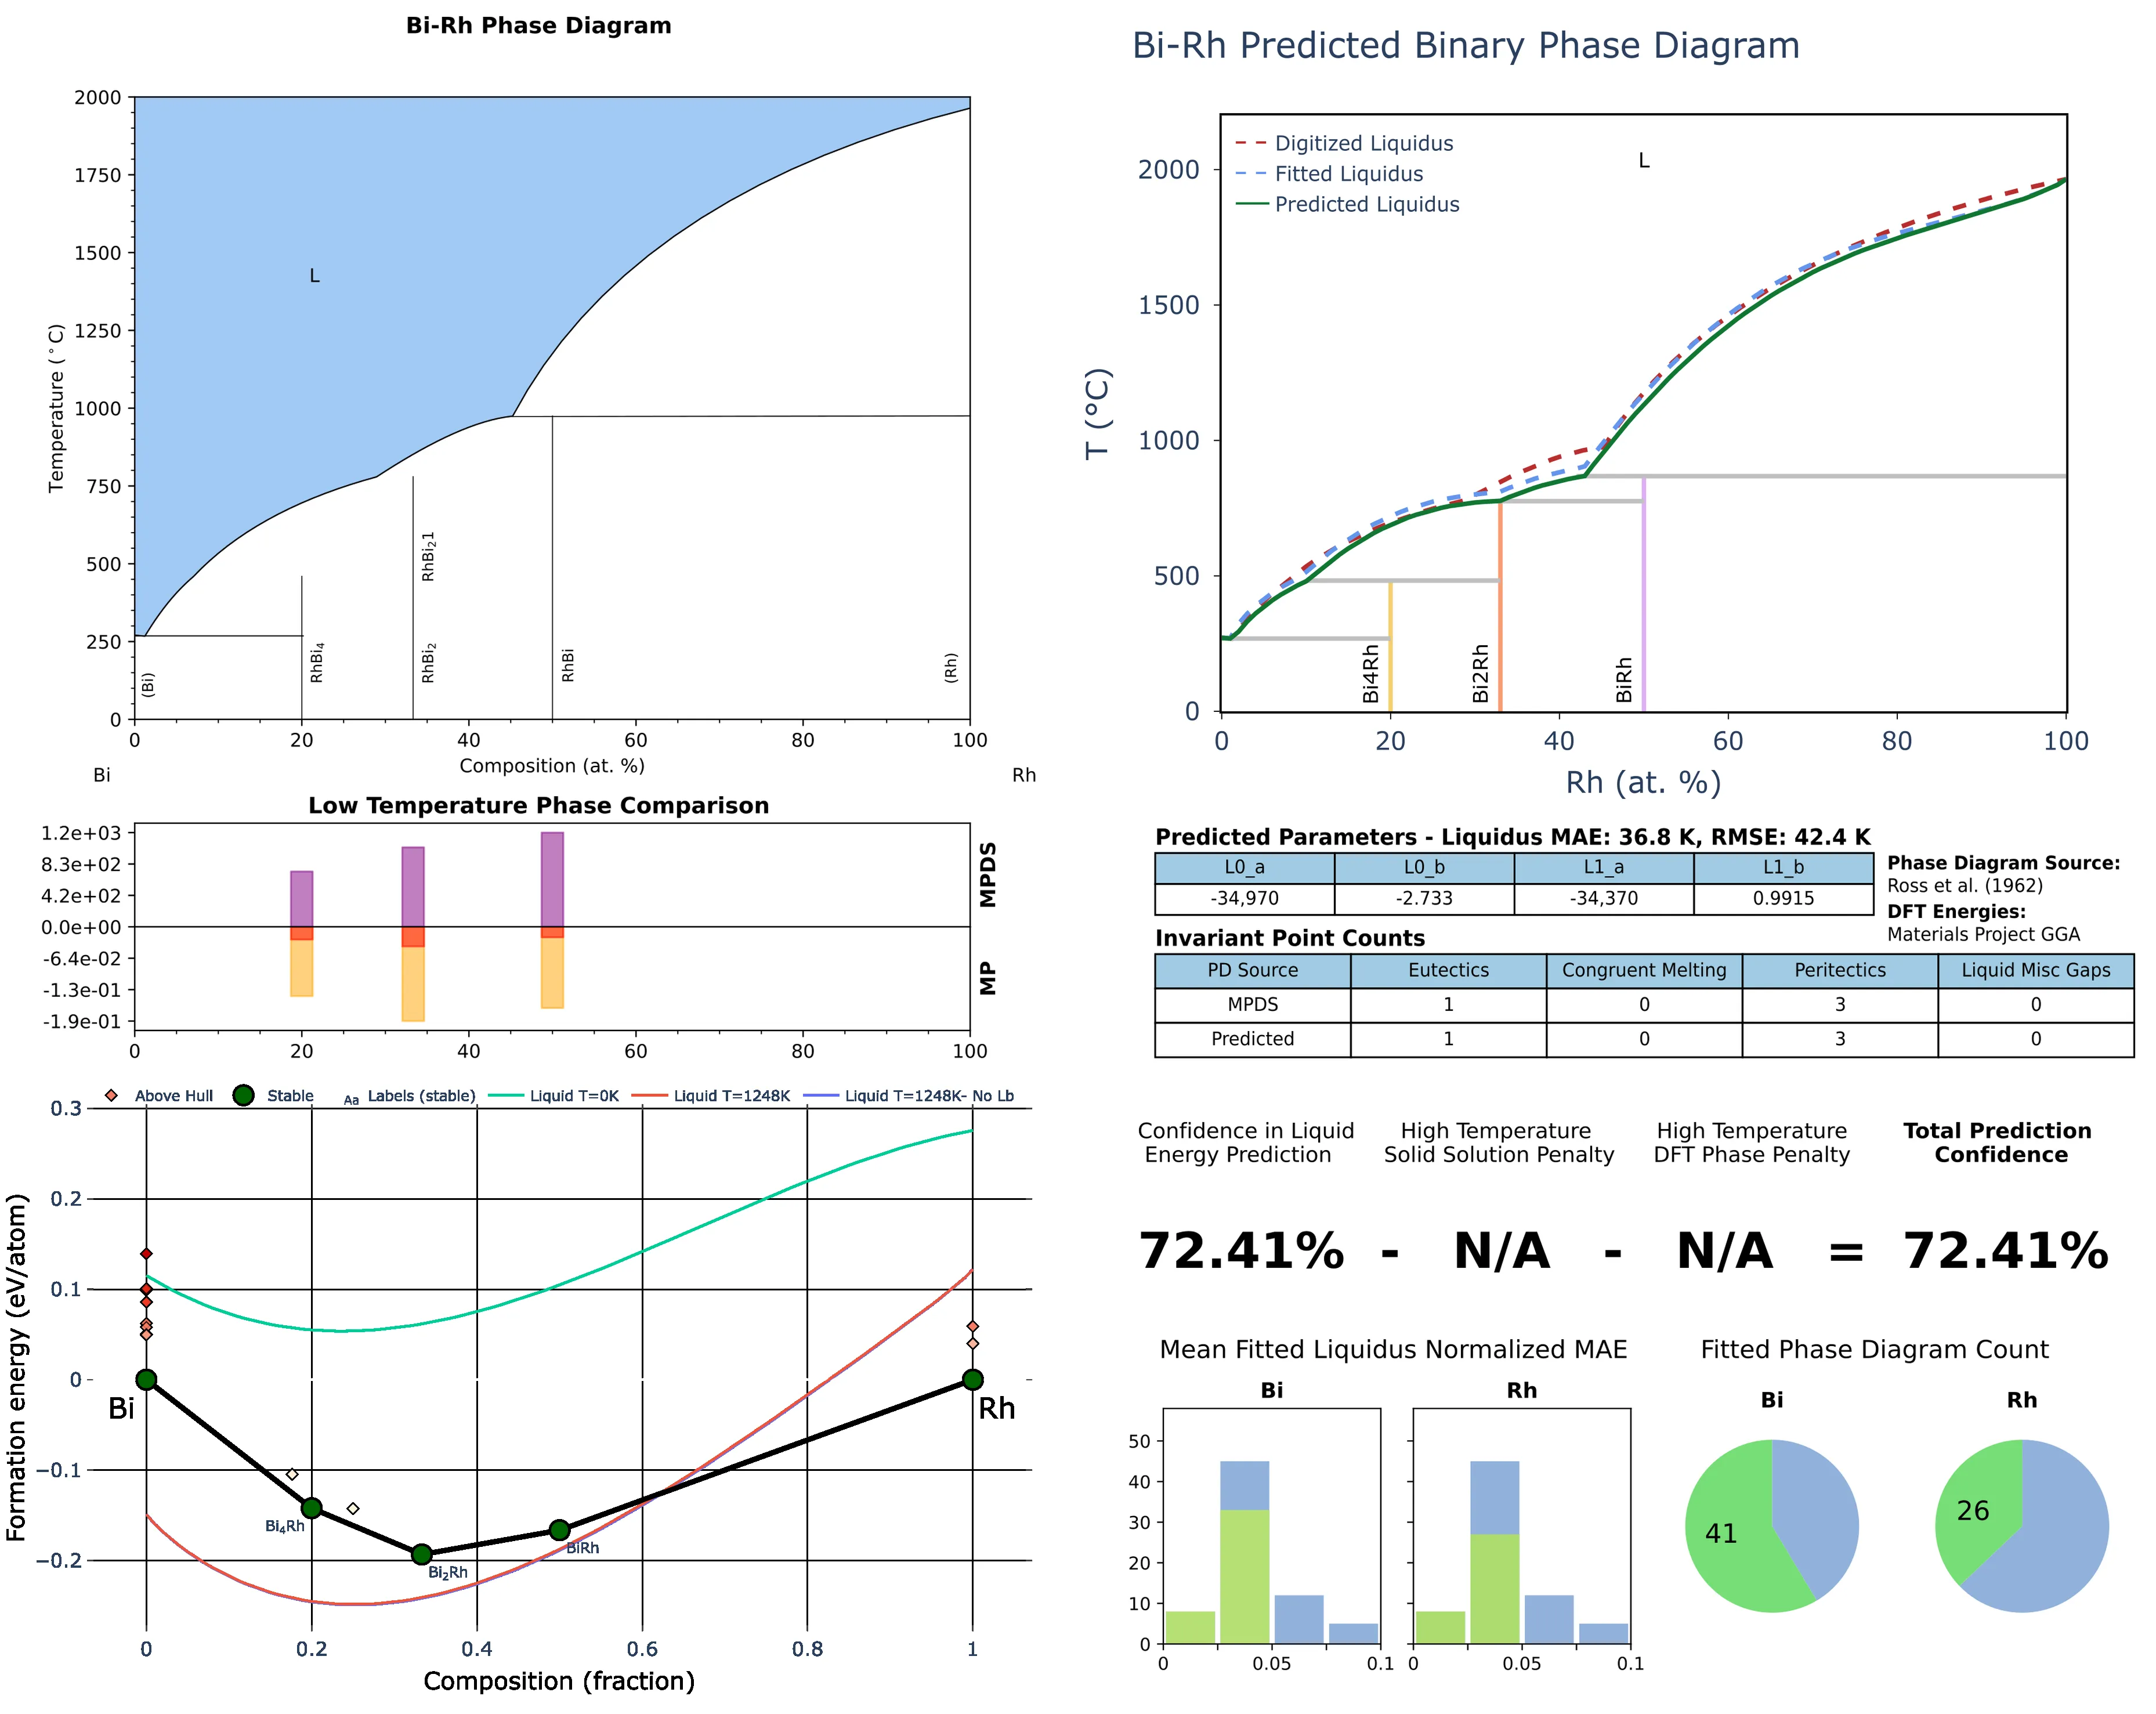 Bi-Rh Phase Diagram
2000
1750
1500
1250
1000
750
500
250
0
Temperature (°C)
L
(Bi)
RhBi₄
RhBi₂1
RhBi₂
RhBi
(Rh)
0 20 40 60 80 100
Composition (at. %)
Bi Rh
Low Temperature Phase Comparison
1.2e+03
8.3e+02
4.2e+02
0.0e+00
-6.4e-02
-1.3e-01
-1.9e-01
MPDS
MP
0 20 40 60 80 100
Above Hull Stable Aa Labels (stable) Liquid T=0K Liquid T=1248K Liquid T=1248K- No Lb
0.3
0.2
0.1
0
−0.1
−0.2
Formation energy (eV/atom)
Bi
Bi₄Rh
Bi₂Rh
BiRh
Rh
0 0.2 0.4 0.6 0.8 1
Composition (fraction)
Bi-Rh Predicted Binary Phase Diagram
Digitized Liquidus
Fitted Liquidus
Predicted Liquidus
L
2000
1500
1000
500
0
T (°C)
Bi4Rh
Bi2Rh
BiRh
0 20 40 60 80 100
Rh (at. %)
Predicted Parameters - Liquidus MAE: 36.8 K, RMSE: 42.4 K
L0_a L0_b L1_a L1_b
-34,970 -2.733 -34,370 0.9915
Phase Diagram Source:
Ross et al. (1962)
DFT Energies:
Materials Project GGA
Invariant Point Counts
PD Source Eutectics Congruent Melting Peritectics Liquid Misc Gaps
MPDS 1 0 3 0
Predicted 1 0 3 0
Confidence in Liquid
Energy Prediction
High Temperature
Solid Solution Penalty
High Temperature
DFT Phase Penalty
Total Prediction
Confidence
72.41% - N/A - N/A = 72.41%
Mean Fitted Liquidus Normalized MAE
Bi Rh
50
40
30
20
10
0
0 0.05 0.1
0 0.05 0.1
Fitted Phase Diagram Count
Bi Rh
41
26